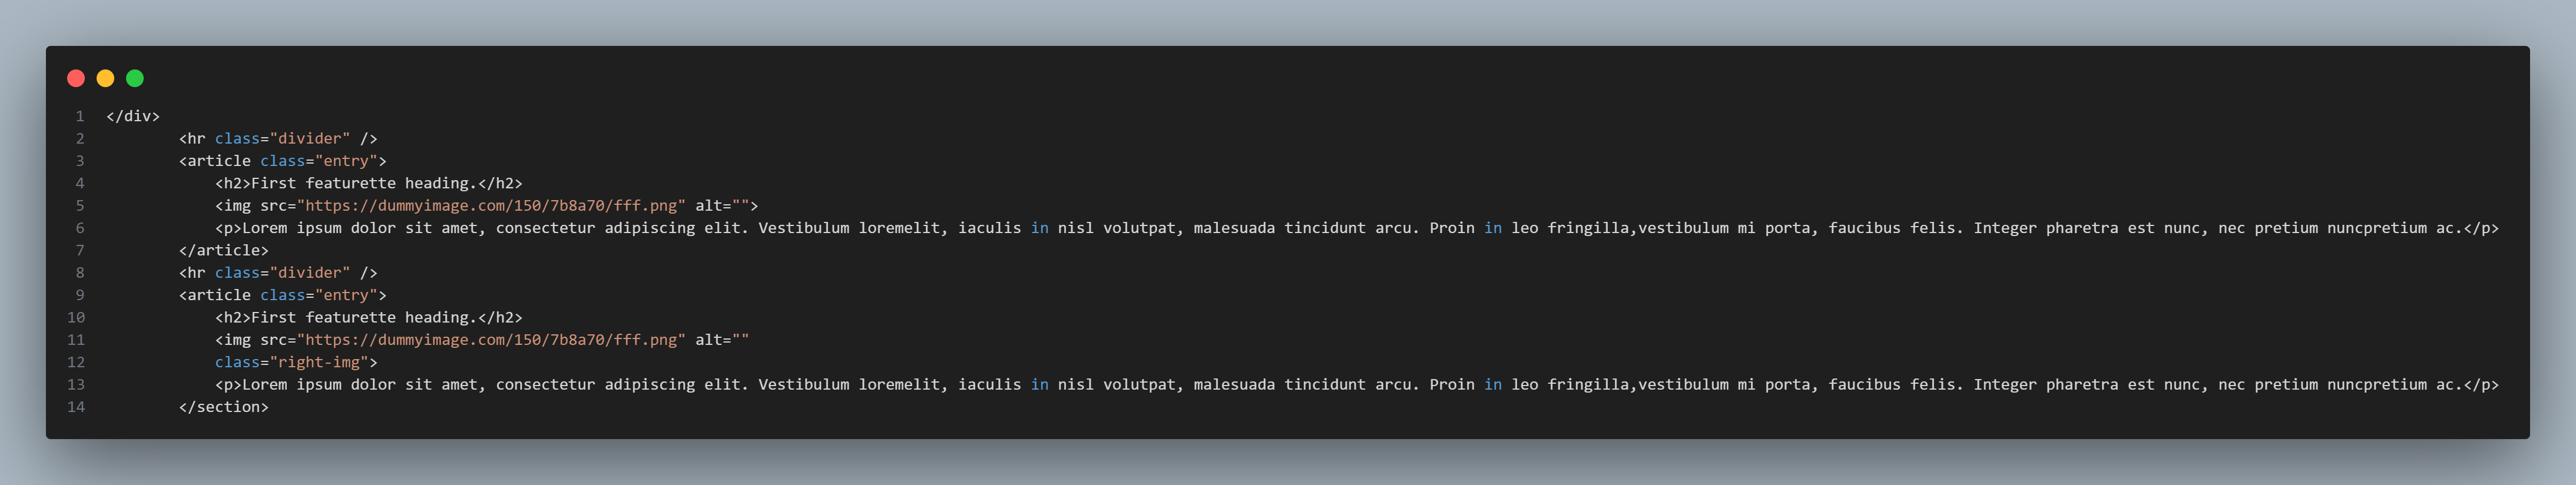 1 </div>
2 <hr class="divider" />
3 <article class="entry">
4 <h2>First featurette heading.</h2>
5 <img src="https://dummyimage.com/150/7b8a70/fff.png" alt="">
6 <p>Lorem ipsum dolor sit amet, consectetur adipiscing elit. Vestibulum loremelit, iaculis in nisl volutpat, malesuada tincidunt arcu. Proin in leo fringilla,vestibulum mi porta, faucibus felis. Integer pharetra est nunc, nec pretium nuncpretium ac.</p>
7 </article>
8 <hr class="divider" />
9 <article class="entry">
10 <h2>First featurette heading.</h2>
11 <img src="https://dummyimage.com/150/7b8a70/fff.png" alt=""
12 class="right-img">
13 <p>Lorem ipsum dolor sit amet, consectetur adipiscing elit. Vestibulum loremelit, iaculis in nisl volutpat, malesuada tincidunt arcu. Proin in leo fringilla,vestibulum mi porta, faucibus felis. Integer pharetra est nunc, nec pretium nuncpretium ac.</p>
14 </section>